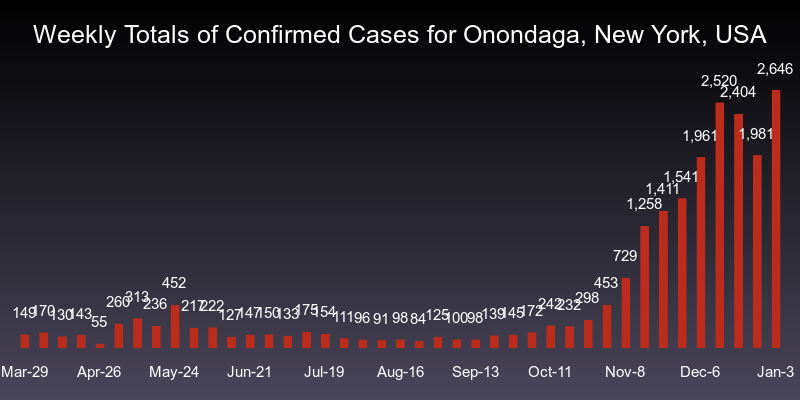 Weekly Totals of Confirmed Cases for Onondaga, New York, USA
149 170 130 143 55 260 313 236 452 217 222 127 147 150 133 175 154 111 96 91 98 84 125 100 98 139 145 172 242 232 298 453 729 1,258 1,411 1,541 1,961 2,520 2,404 1,981 2,646
Mar-29 Apr-26 May-24 Jun-21 Jul-19 Aug-16 Sep-13 Oct-11 Nov-8 Dec-6 Jan-3